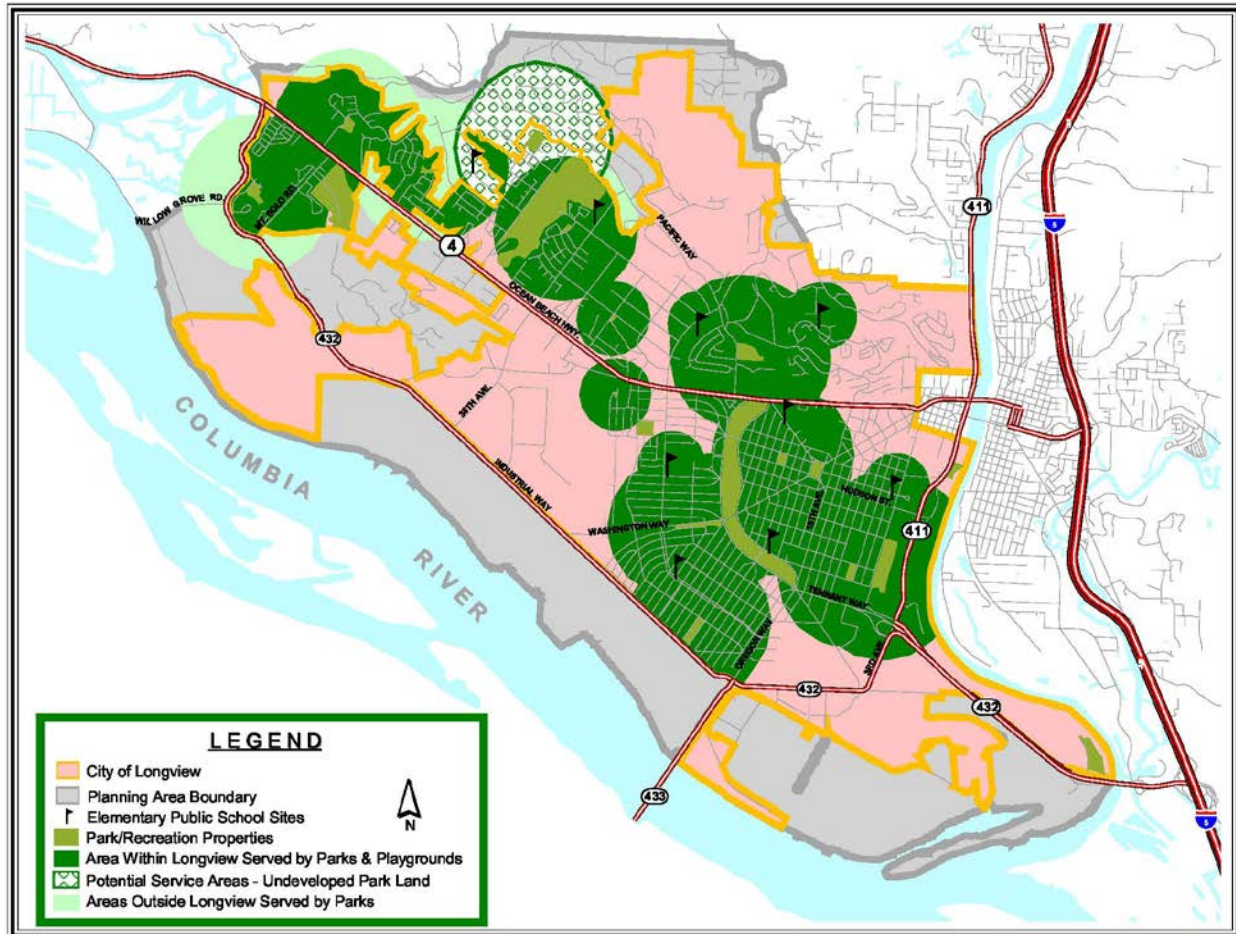 411
5
WILLOW GROVE RD.
MT. SOLO RD.
PACIFIC WAY
4
OCEAN BEACH HWY.
432
38TH AVE.
COLUMBIA
RIVER
INDUSTRIAL WAY
WASHINGTON WAY
15TH AVE.
HUDSON ST.
411
TENNANT WAY
OREGON WAY
3RD AVE.
432
432
433
5
LEGEND
City of Longview
Planning Area Boundary
Elementary Public School Sites
Park/Recreation Properties
Area Within Longview Served by Parks & Playgrounds
Potential Service Areas - Undeveloped Park Land
Areas Outside Longview Served by Parks
N